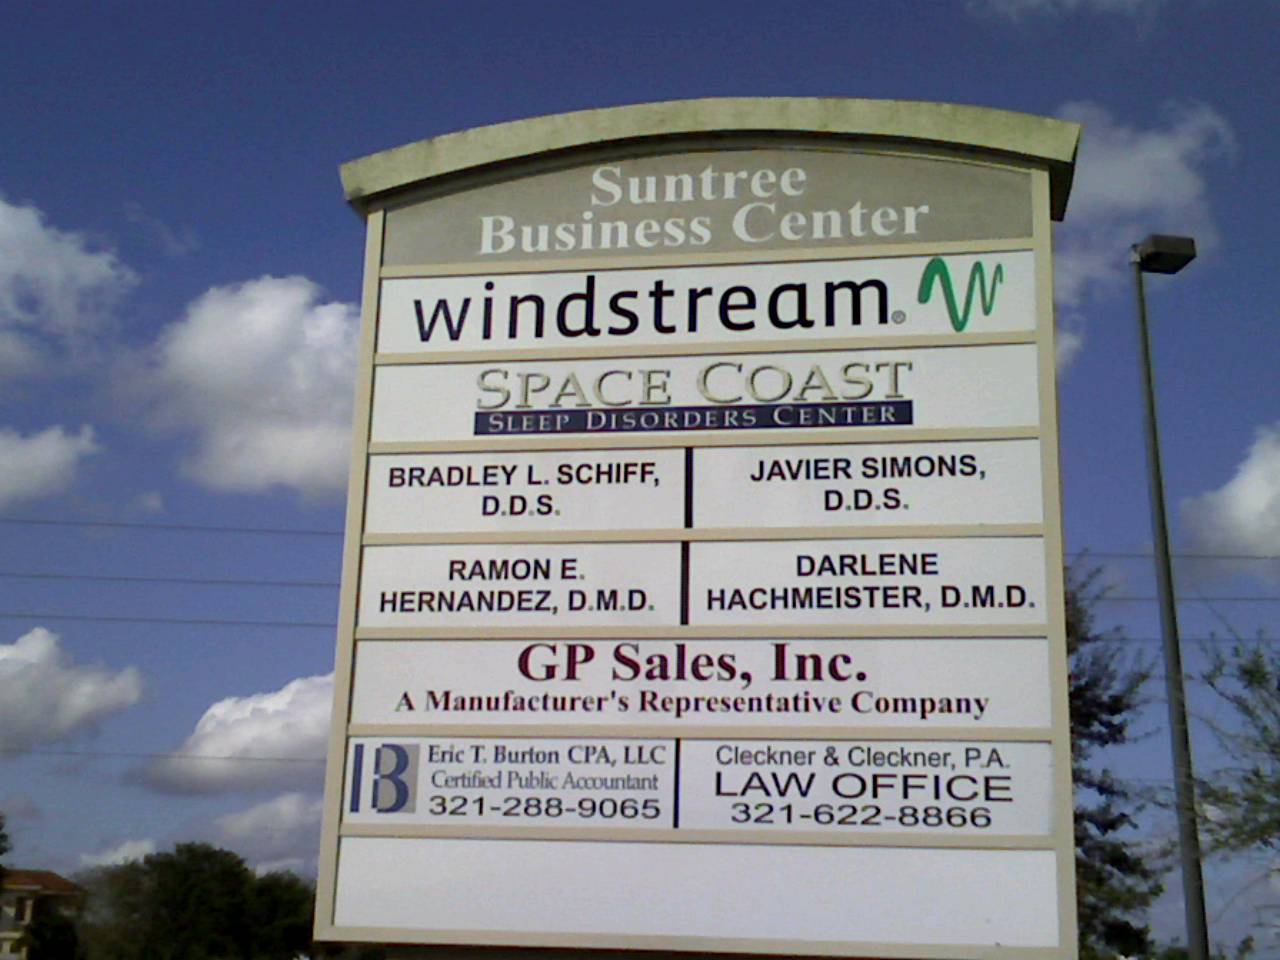 Suntree
Business Center
windstream®
SPACE COAST
SLEEP DISORDERS CENTER
BRADLEY L. SCHIFF,
D.D.S.
JAVIER SIMONS,
D.D.S.
RAMON E.
HERNANDEZ, D.M.D.
DARLENE
HACHMEISTER, D.M.D.
GP Sales, Inc.
A Manufacturer's Representative Company
B
Eric T. Burton CPA, LLC
Certified Public Accountant
321-288-9065
Cleckner & Cleckner, P.A.
LAW OFFICE
321-622-8866